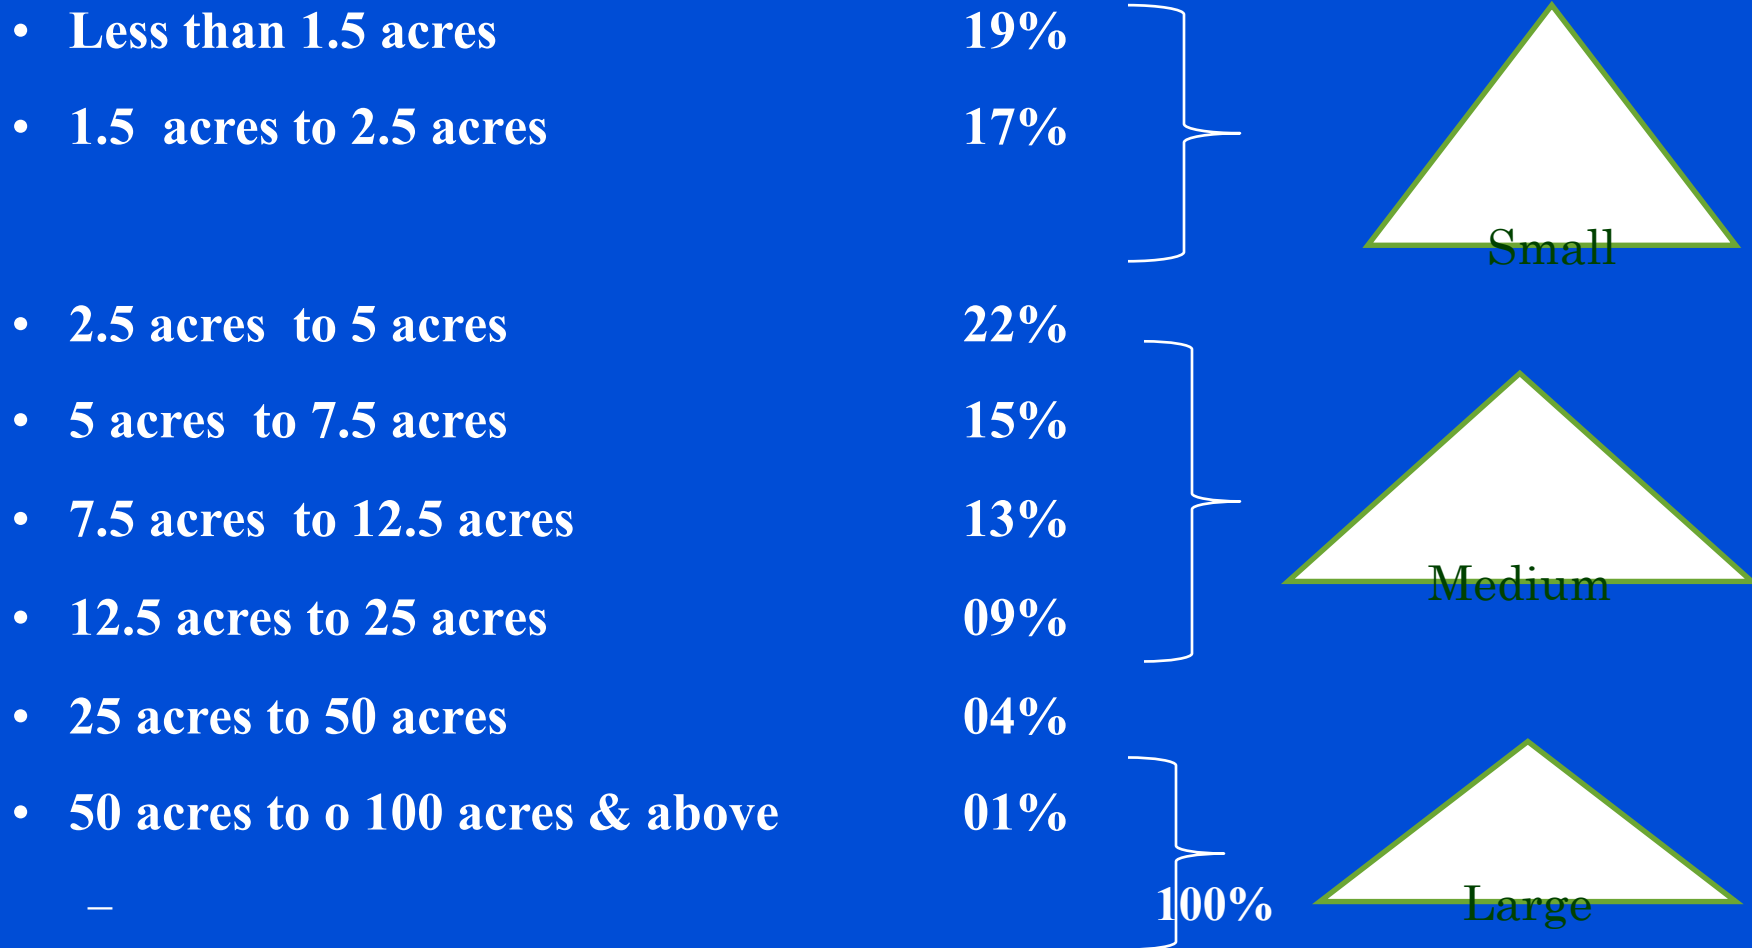 • Less than 1.5 acres 19%
• 1.5 acres to 2.5 acres 17%
Small
• 2.5 acres to 5 acres 22%
• 5 acres to 7.5 acres 15%
• 7.5 acres to 12.5 acres 13%
Medium
• 12.5 acres to 25 acres 09%
• 25 acres to 50 acres 04%
• 50 acres to o 100 acres & above 01%
– 100%
Large